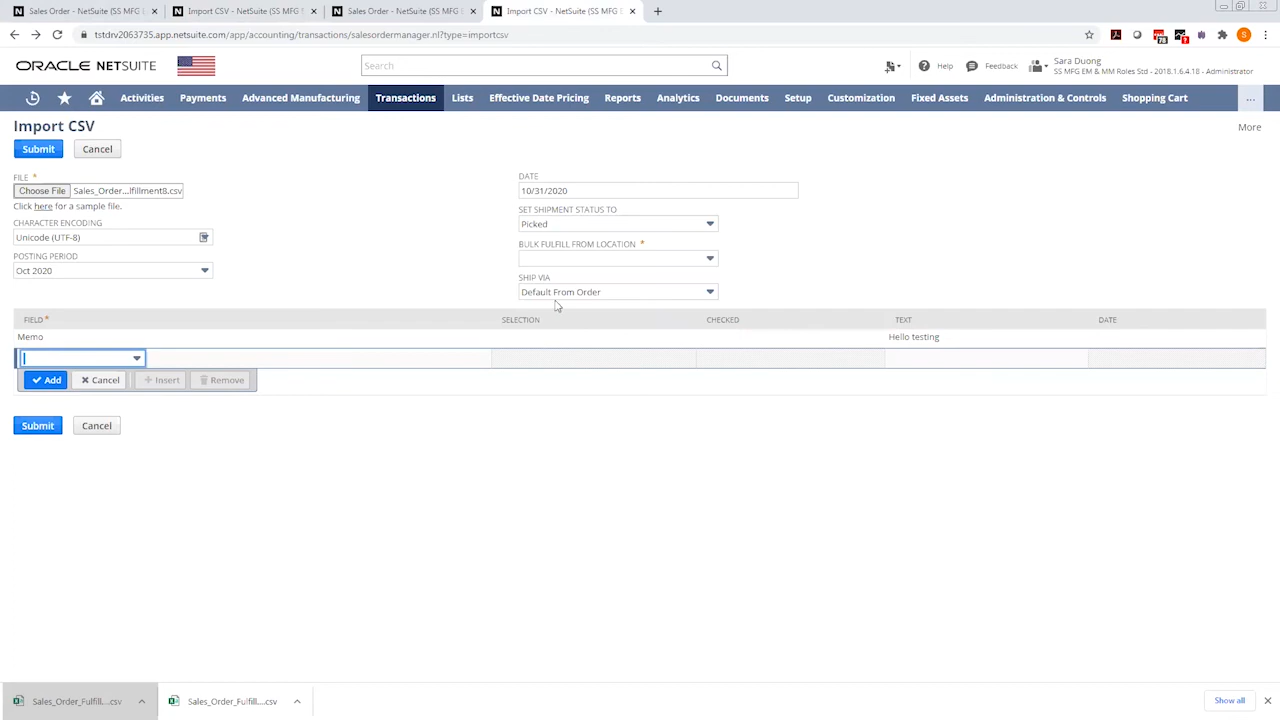 Sales Order - NetSuite (SS MFG E
Import CSV - NetSuite (SS MFG E
Sales Order - NetSuite (SS MFG E
Import CSV - NetSuite (SS MFG E
tstdrv2063735.app.netsuite.com/app/accounting/transactions/salesordermanager.nl?type=importcsv
ORACLE NETSUITE
Search
Help
Feedback
Sara Duong
SS MFG EM & MM Roles Std - 2018.1.6.4.18 - Administrator
Activities
Payments
Advanced Manufacturing
Transactions
Lists
Effective Date Pricing
Reports
Analytics
Documents
Setup
Customization
Fixed Assets
Administration & Controls
Shopping Cart
...
Import CSV
More
Submit
Cancel
FILE *
Choose File Sales_Order...lfillment8.csv
Click here for a sample file.
CHARACTER ENCODING
Unicode (UTF-8)
POSTING PERIOD
Oct 2020
DATE
10/31/2020
SET SHIPMENT STATUS TO
Picked
BULK FULFILL FROM LOCATION *
SHIP VIA
Default From Order
FIELD *
SELECTION
CHECKED
TEXT
DATE
Memo
Hello testing
Add
Cancel
Insert
Remove
Submit
Cancel
Sales_Order_Fulfill....csv
Sales_Order_Fulfill....csv
Show all